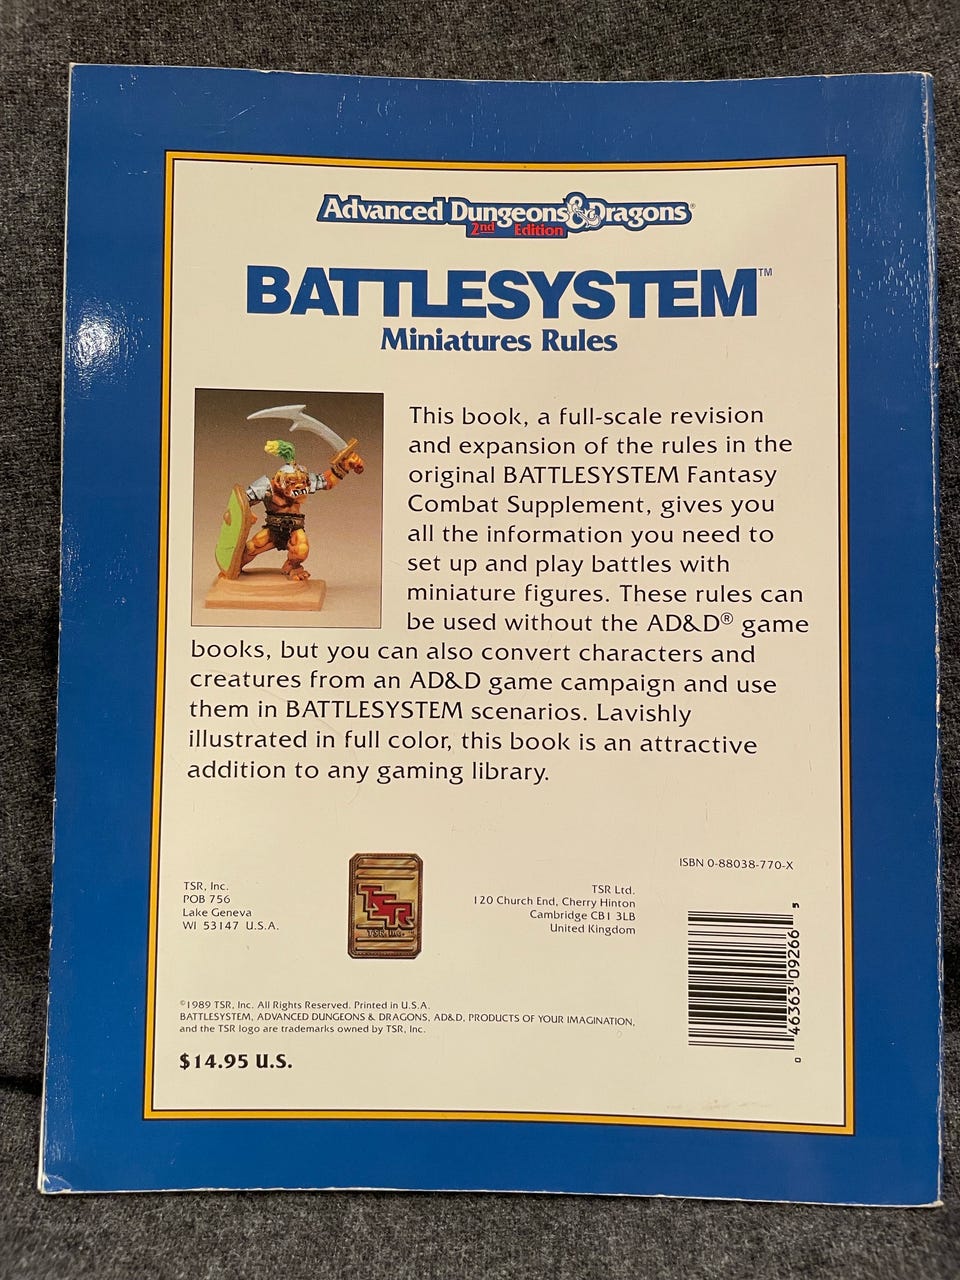 Advanced Dungeons & Dragons®
2nd Edition
BATTLESYSTEM™
Miniatures Rules
This book, a full-scale revision
and expansion of the rules in the
original BATTLESYSTEM Fantasy
Combat Supplement, gives you
all the information you need to
set up and play battles with
miniature figures. These rules can
be used without the AD&D® game
books, but you can also convert characters and
creatures from an AD&D game campaign and use
them in BATTLESYSTEM scenarios. Lavishly
illustrated in full color, this book is an attractive
addition to any gaming library.
TSR, Inc.
POB 756
Lake Geneva
WI 53147 U.S.A.
TSR
TSR, Inc.
TSR Ltd.
120 Church End, Cherry Hinton
Cambridge CB1 3LB
United Kingdom
ISBN 0-88038-770-X
0 46363 09266 5
©1989 TSR, Inc. All Rights Reserved. Printed in U.S.A.
BATTLESYSTEM, ADVANCED DUNGEONS & DRAGONS, AD&D, PRODUCTS OF YOUR IMAGINATION,
and the TSR logo are trademarks owned by TSR, Inc.
$14.95 U.S.